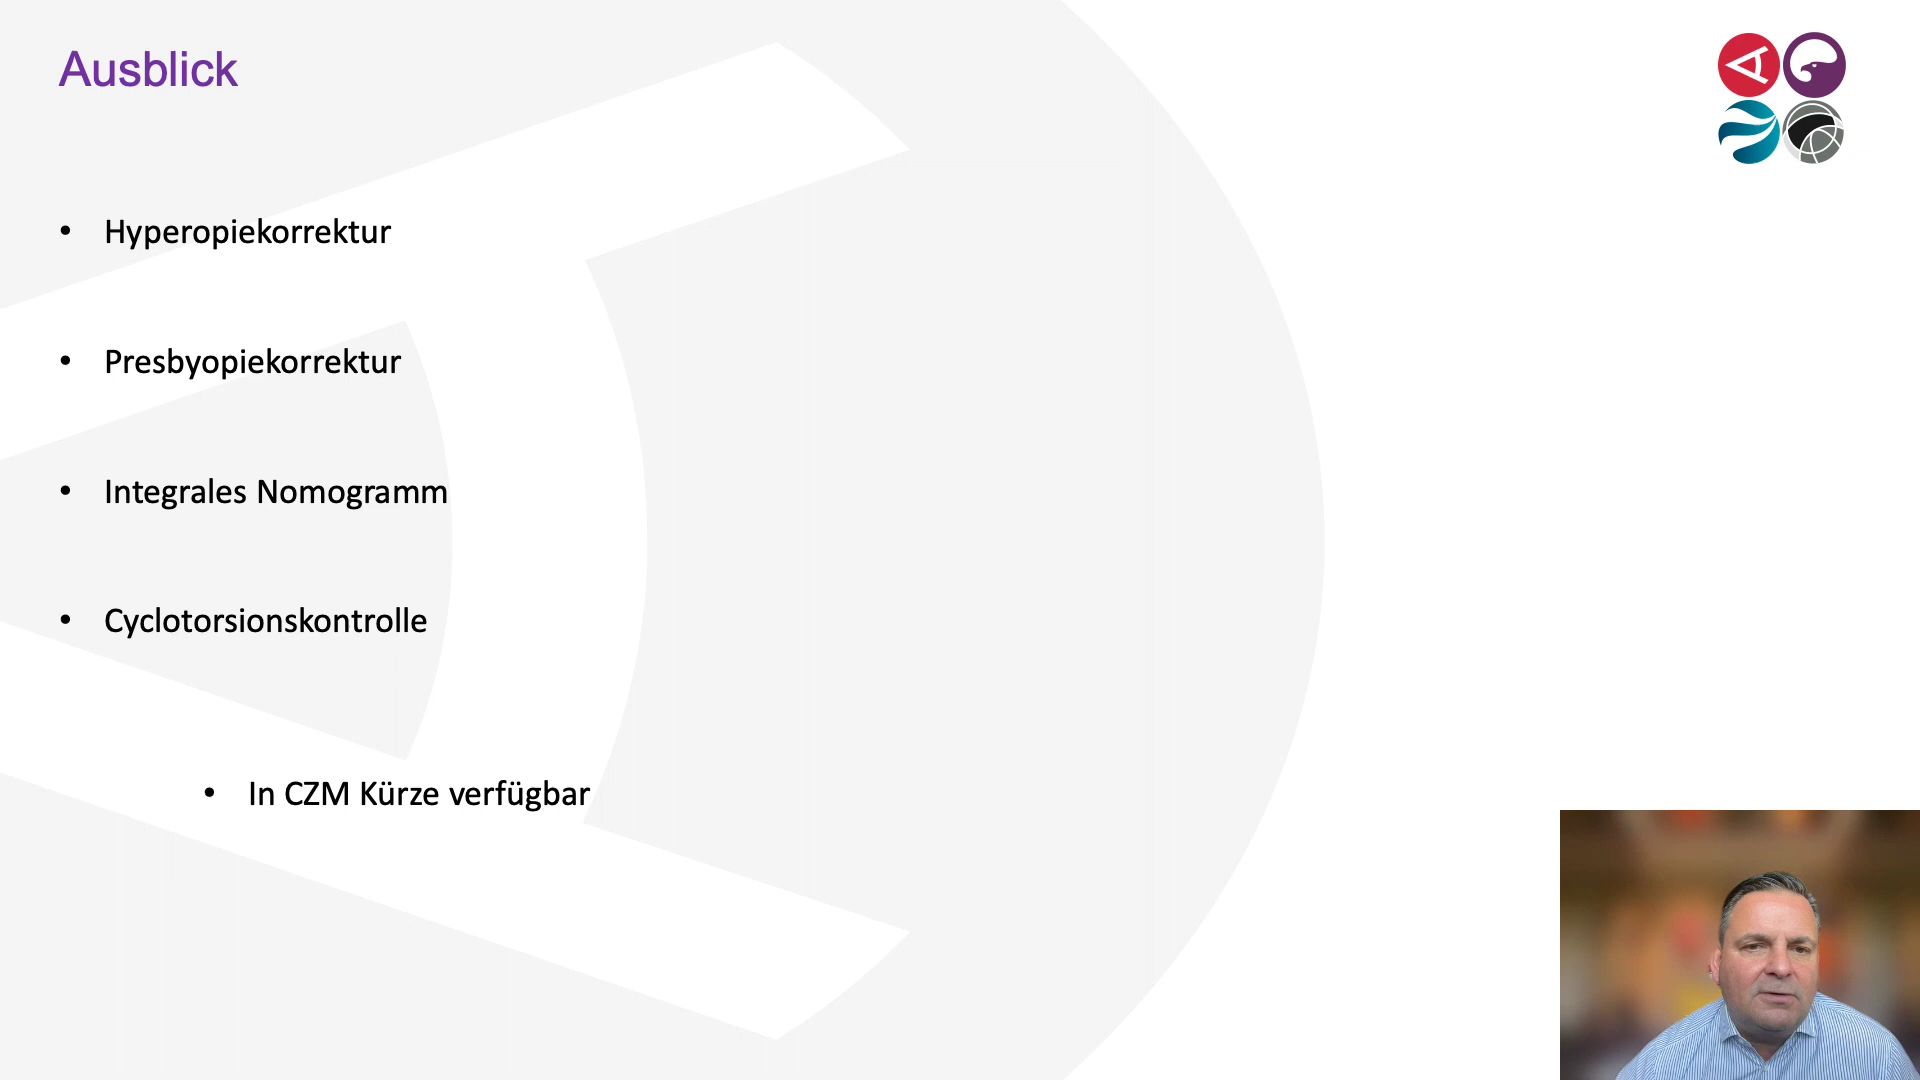 Ausblick
• Hyperopiekorrektur
• Presbyopiekorrektur
• Integrales Nomogramm
• Cyclotorsionskontrolle
• In CZM Kürze verfügbar